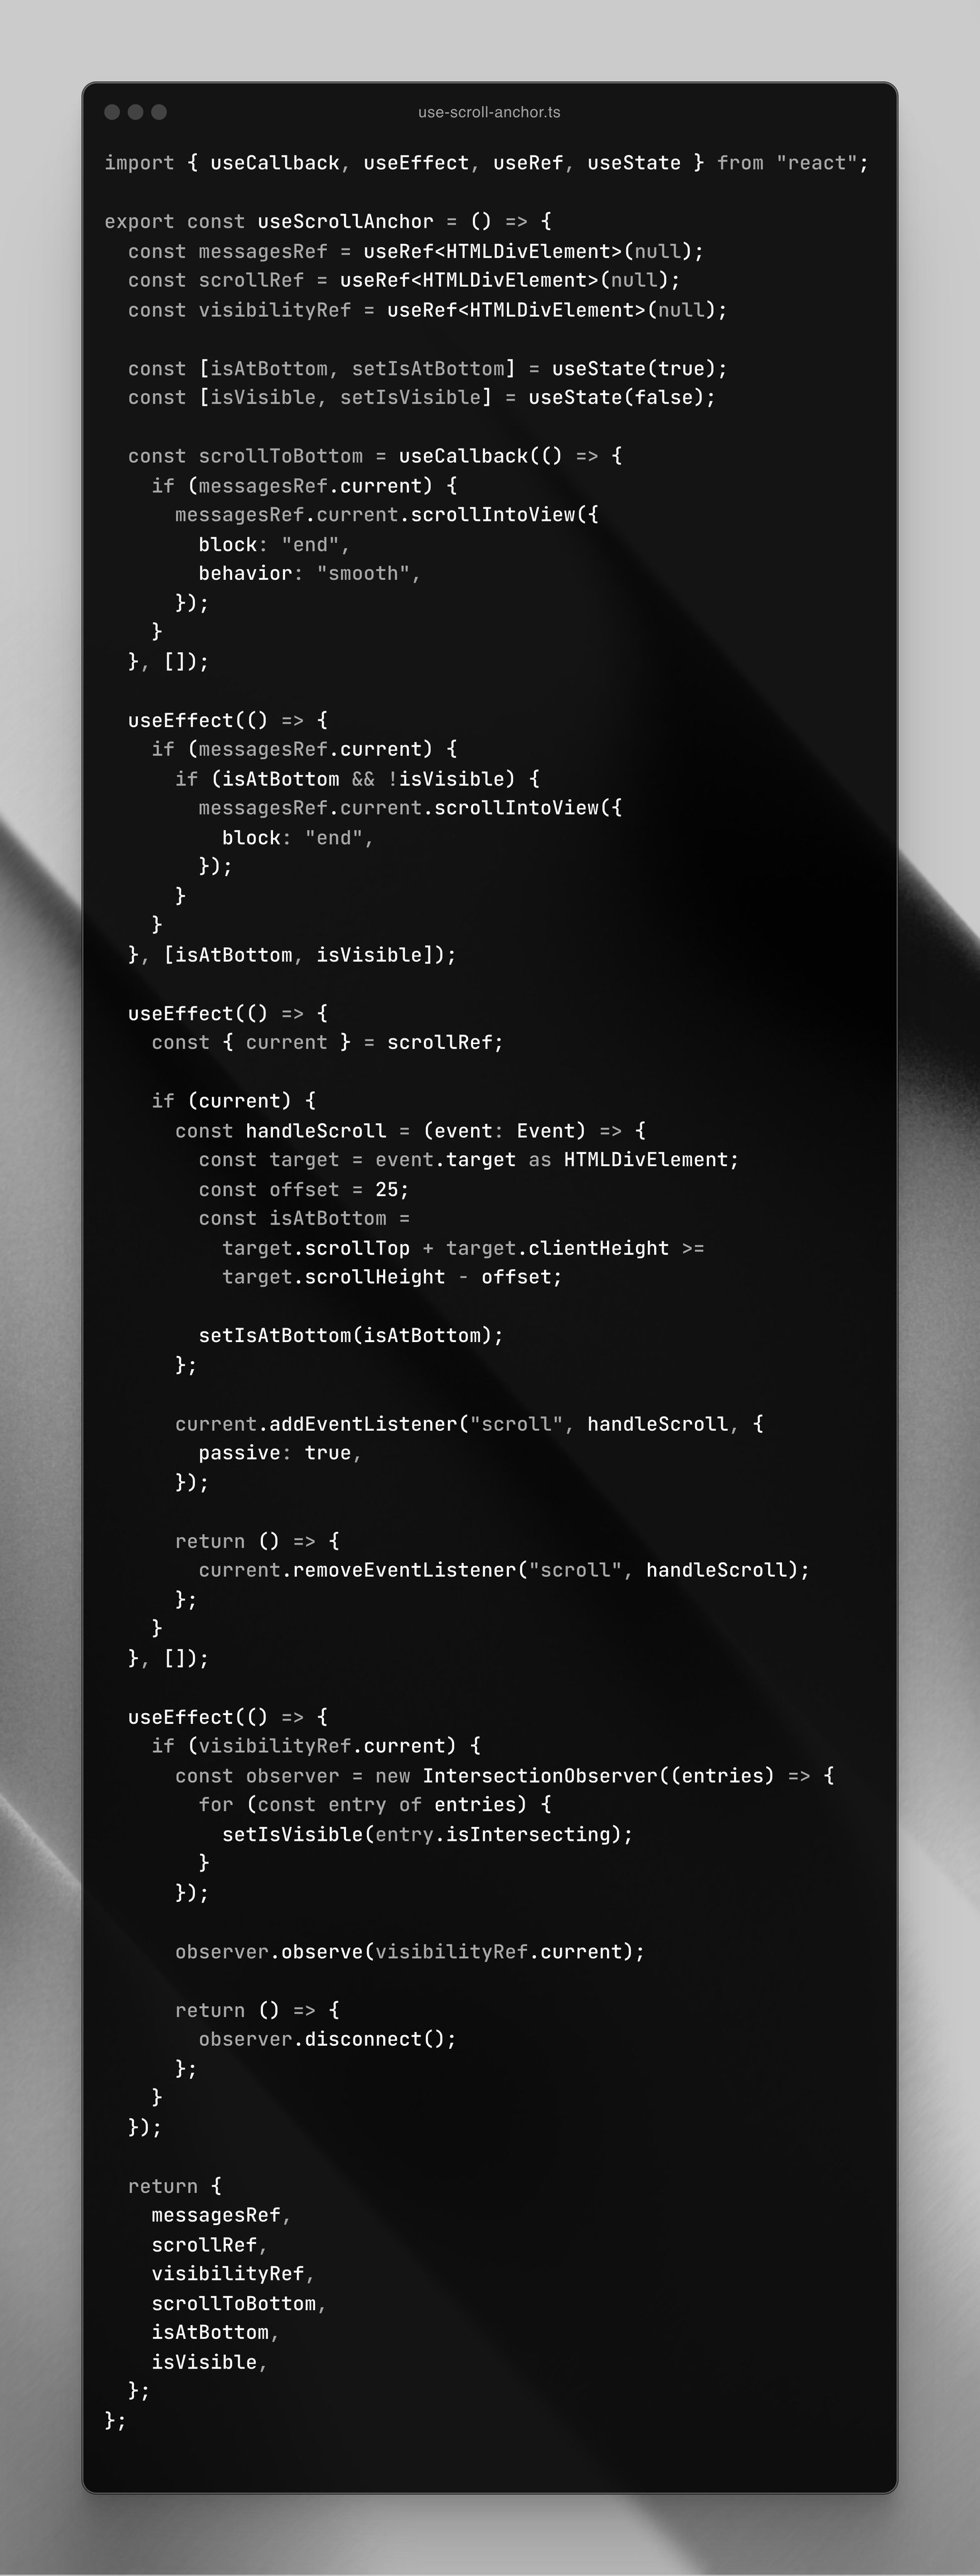 use-scroll-anchor.ts
import { useCallback, useEffect, useRef, useState } from "react";

export const useScrollAnchor = () => {
  const messagesRef = useRef<HTMLDivElement>(null);
  const scrollRef = useRef<HTMLDivElement>(null);
  const visibilityRef = useRef<HTMLDivElement>(null);

  const [isAtBottom, setIsAtBottom] = useState(true);
  const [isVisible, setIsVisible] = useState(false);

  const scrollToBottom = useCallback(() => {
    if (messagesRef.current) {
      messagesRef.current.scrollIntoView({
        block: "end",
        behavior: "smooth",
      });
    }
  }, []);

  useEffect(() => {
    if (messagesRef.current) {
      if (isAtBottom && !isVisible) {
        messagesRef.current.scrollIntoView({
          block: "end",
        });
      }
    }
  }, [isAtBottom, isVisible]);

  useEffect(() => {
    const { current } = scrollRef;

    if (current) {
      const handleScroll = (event: Event) => {
        const target = event.target as HTMLDivElement;
        const offset = 25;
        const isAtBottom =
          target.scrollTop + target.clientHeight >=
          target.scrollHeight - offset;

        setIsAtBottom(isAtBottom);
      };

      current.addEventListener("scroll", handleScroll, {
        passive: true,
      });

      return () => {
        current.removeEventListener("scroll", handleScroll);
      };
    }
  }, []);

  useEffect(() => {
    if (visibilityRef.current) {
      const observer = new IntersectionObserver((entries) => {
        for (const entry of entries) {
          setIsVisible(entry.isIntersecting);
        }
      });

      observer.observe(visibilityRef.current);

      return () => {
        observer.disconnect();
      };
    }
  });

  return {
    messagesRef,
    scrollRef,
    visibilityRef,
    scrollToBottom,
    isAtBottom,
    isVisible,
  };
};